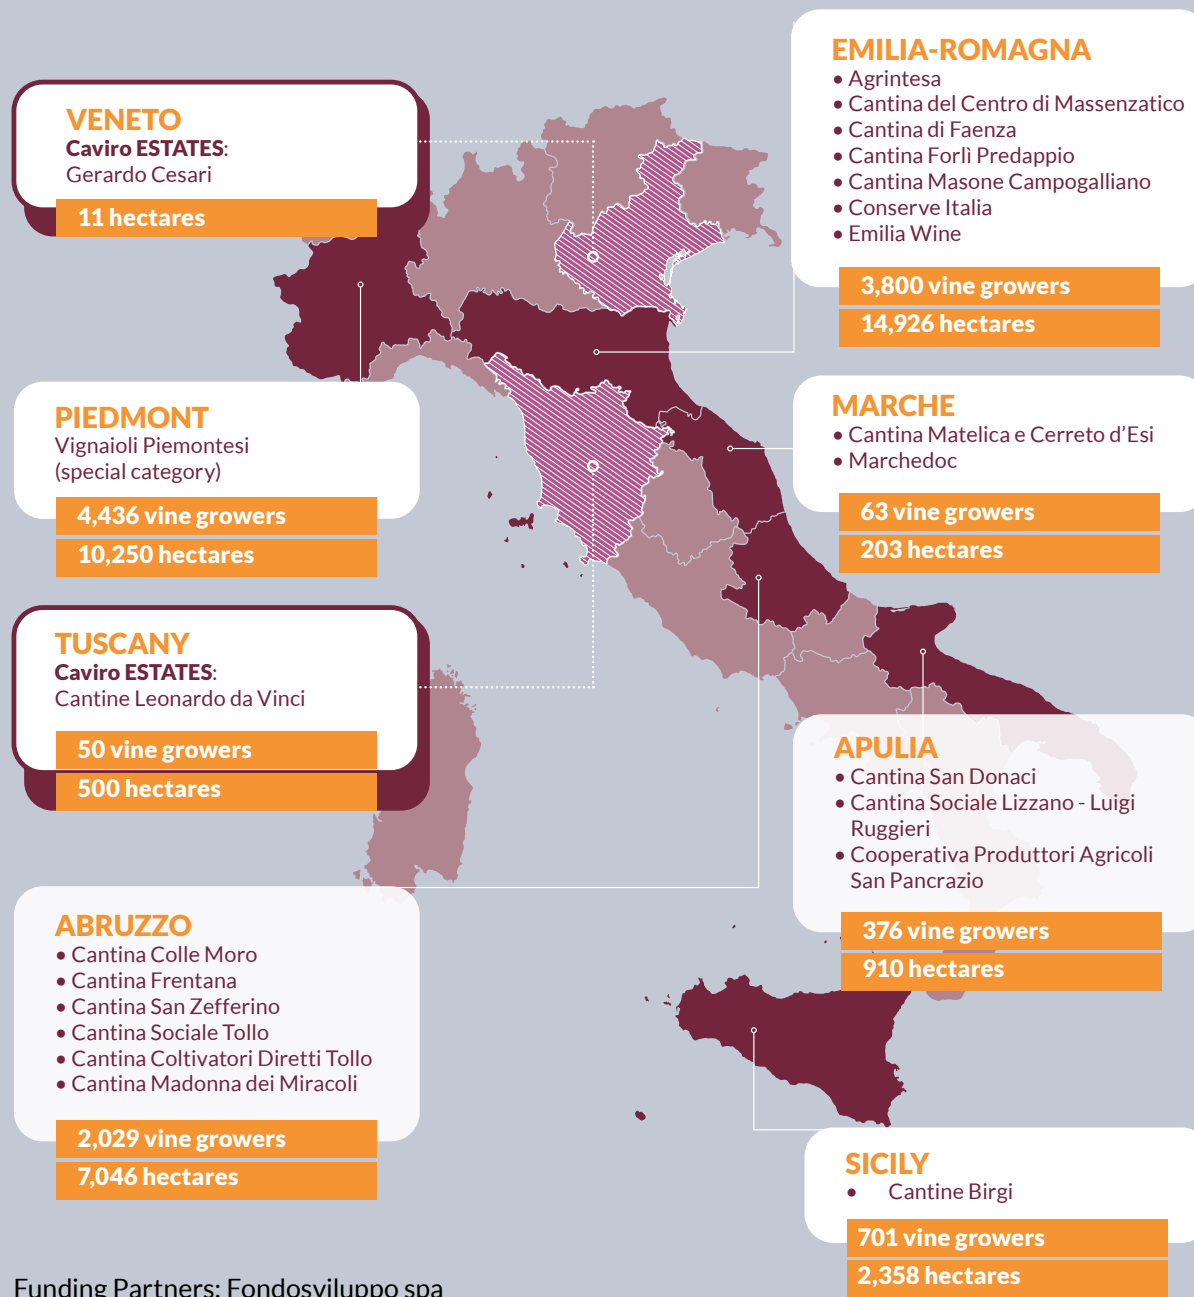 VENETO
Caviro ESTATES:
Gerardo Cesari
11 hectares
PIEDMONT
Vignaioli Piemontesi
(special category)
4,436 vine growers
10,250 hectares
TUSCANY
Caviro ESTATES:
Cantine Leonardo da Vinci
50 vine growers
500 hectares
ABRUZZO
• Cantina Colle Moro
• Cantina Frentana
• Cantina San Zefferino
• Cantina Sociale Tollo
• Cantina Coltivatori Diretti Tollo
• Cantina Madonna dei Miracoli
2,029 vine growers
7,046 hectares
EMILIA-ROMAGNA
• Agrintesa
• Cantina del Centro di Massenzatico
• Cantina di Faenza
• Cantina Forlì Predappio
• Cantina Masone Campogalliano
• Conserve Italia
• Emilia Wine
3,800 vine growers
14,926 hectares
MARCHE
• Cantina Matelica e Cerreto d'Esi
• Marchedoc
63 vine growers
203 hectares
APULIA
• Cantina San Donaci
• Cantina Sociale Lizzano - Luigi
Ruggieri
• Cooperativa Produttori Agricoli
San Pancrazio
376 vine growers
910 hectares
SICILY
• Cantine Birgi
701 vine growers
2,358 hectares
Funding Partners: Fondosviluppo spa